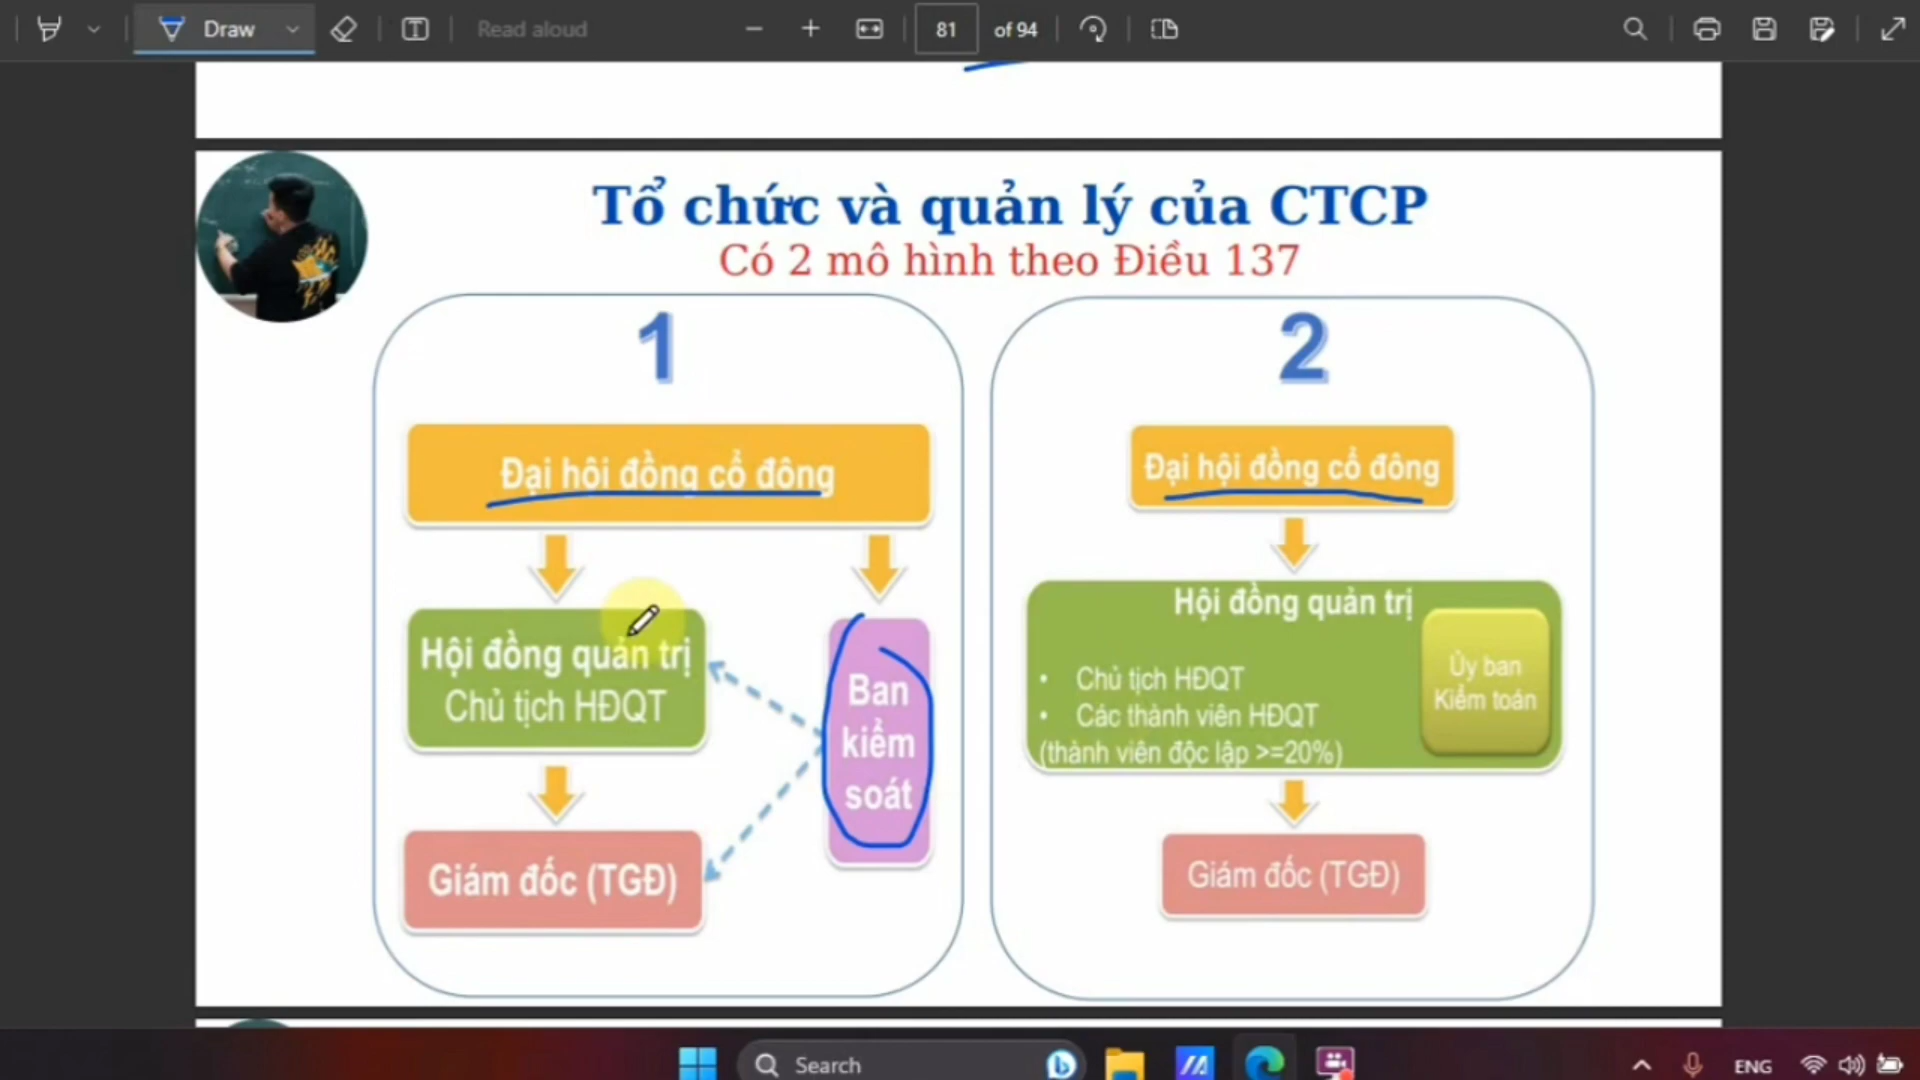 Draw
Read aloud
81
of 94
Tổ chức và quản lý của CTCP
Có 2 mô hình theo Điều 137
1
Đại hội đồng cổ đông
Hội đồng quản trị
Chủ tịch HĐQT
Ban
kiểm
soát
Giám đốc (TGĐ)
2
Đại hội đồng cổ đông
Hội đồng quản trị
• Chủ tịch HĐQT
• Các thành viên HĐQT
(thành viên độc lập >=20%)
Ủy ban
Kiểm toán
Giám đốc (TGĐ)
Search
ENG